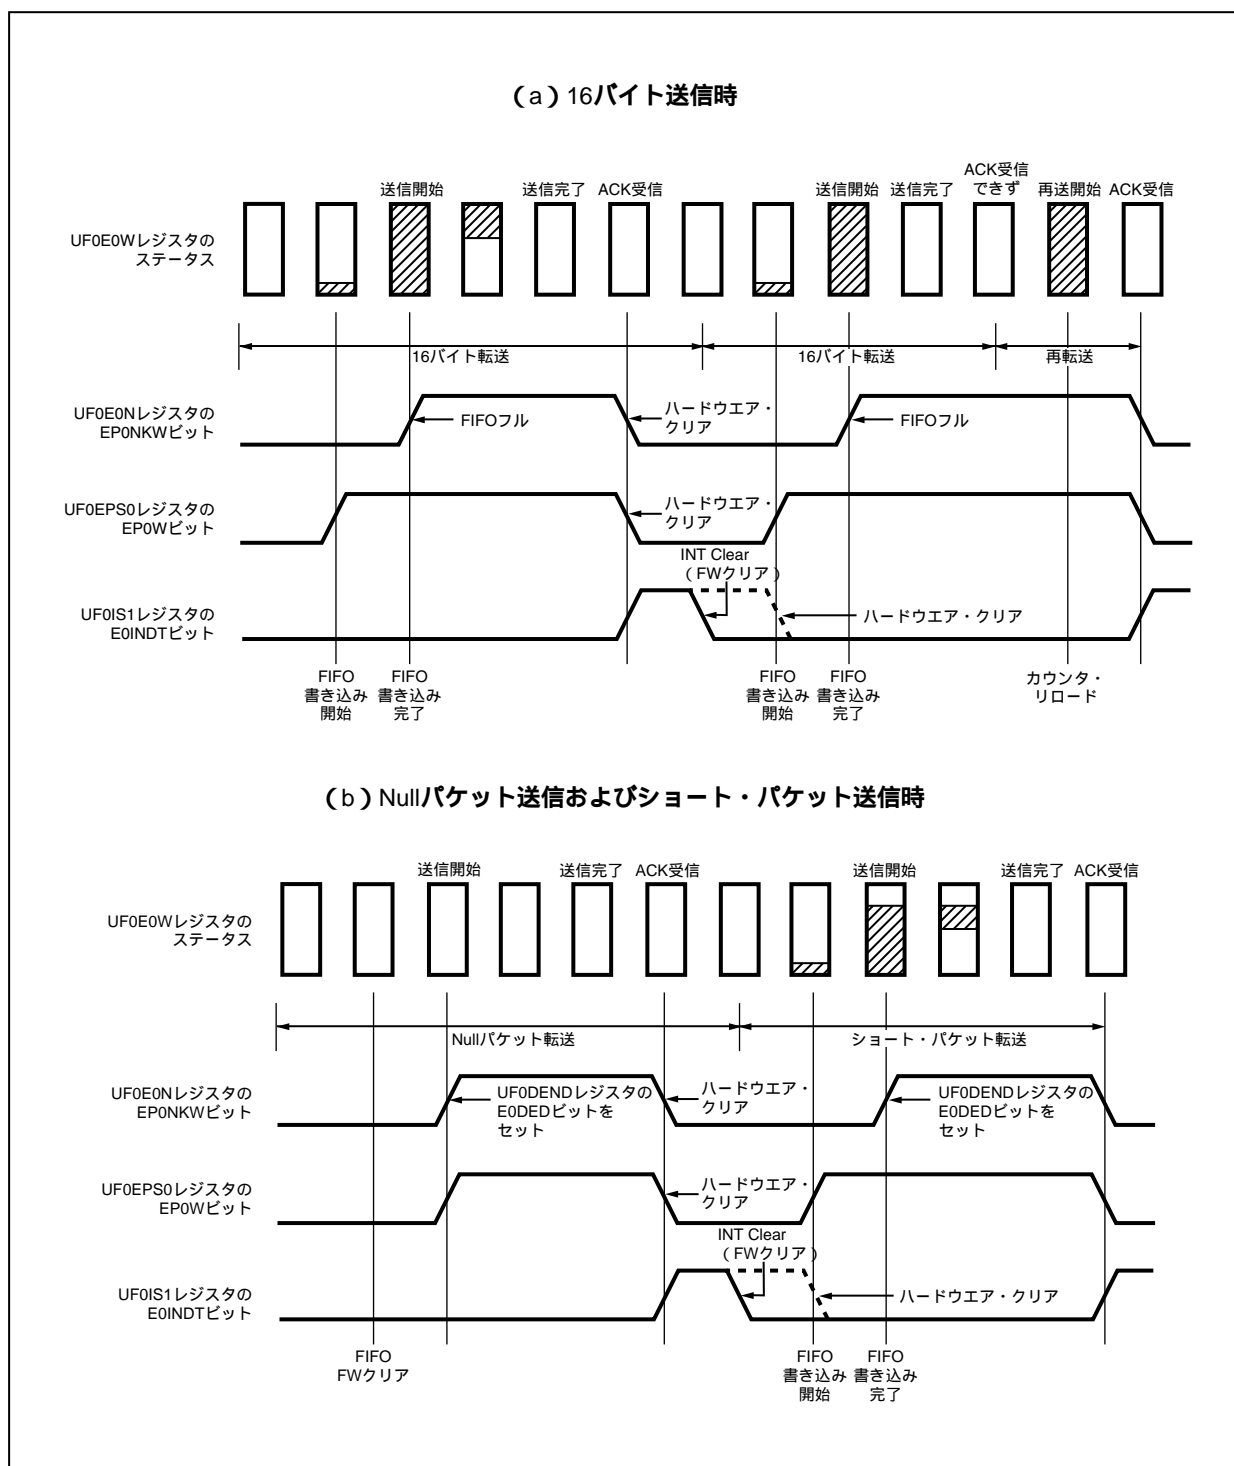 （a）16バイト送信時
ACK受信
できず
送信開始
送信完了
ACK受信
送信開始
送信完了
再送開始
ACK受信
UF0E0Wレジスタの
ステータス
16バイト転送
16バイト転送
再転送
UF0E0Nレジスタの
EP0NKWビット
FIFOフル
ハードウエア・
クリア
FIFOフル
UF0EPS0レジスタの
EP0Wビット
ハードウエア・
クリア
INT Clear
（FWクリア）
UF0IS1レジスタの
E0INDTビット
ハードウエア・クリア
FIFO
書き込み
開始
FIFO
書き込み
完了
FIFO
書き込み
開始
FIFO
書き込み
完了
カウンタ・
リロード
（b）Nullパケット送信およびショート・パケット送信時
送信開始
送信完了
ACK受信
送信開始
送信完了
ACK受信
UF0E0Wレジスタの
ステータス
Nullパケット転送
ショート・パケット転送
UF0E0Nレジスタの
EP0NKWビット
UF0DENDレジスタの
E0DEDビットを
セット
ハードウエア・
クリア
UF0DENDレジスタの
E0DEDビットを
セット
UF0EPS0レジスタの
EP0Wビット
ハードウエア・
クリア
INT Clear
（FWクリア）
UF0IS1レジスタの
E0INDTビット
ハードウエア・クリア
FIFO
FWクリア
FIFO
書き込み
開始
FIFO
書き込み
完了